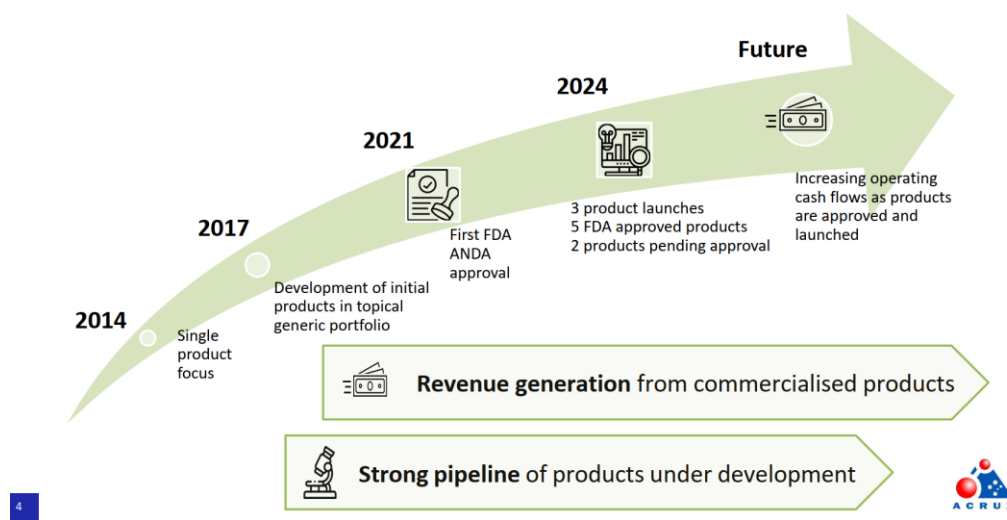 Future
2024
2021
2017
2014
Increasing operating
cash flows as products
are approved and
launched
3 product launches
5 FDA approved products
2 products pending approval
First FDA
ANDA
approval
Development of initial
products in topical
generic portfolio
Single
product
focus
Revenue generation from commercialised products
Strong pipeline of products under development
4